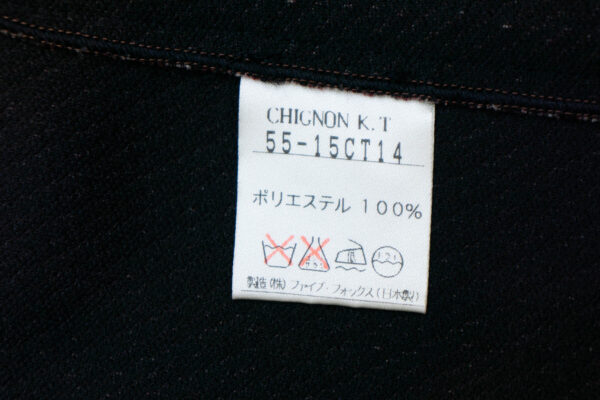 CHIGNON K.T
55-15CT14
ポリエステル 100%
製造(株)ファイブ・フォックス(日本製)